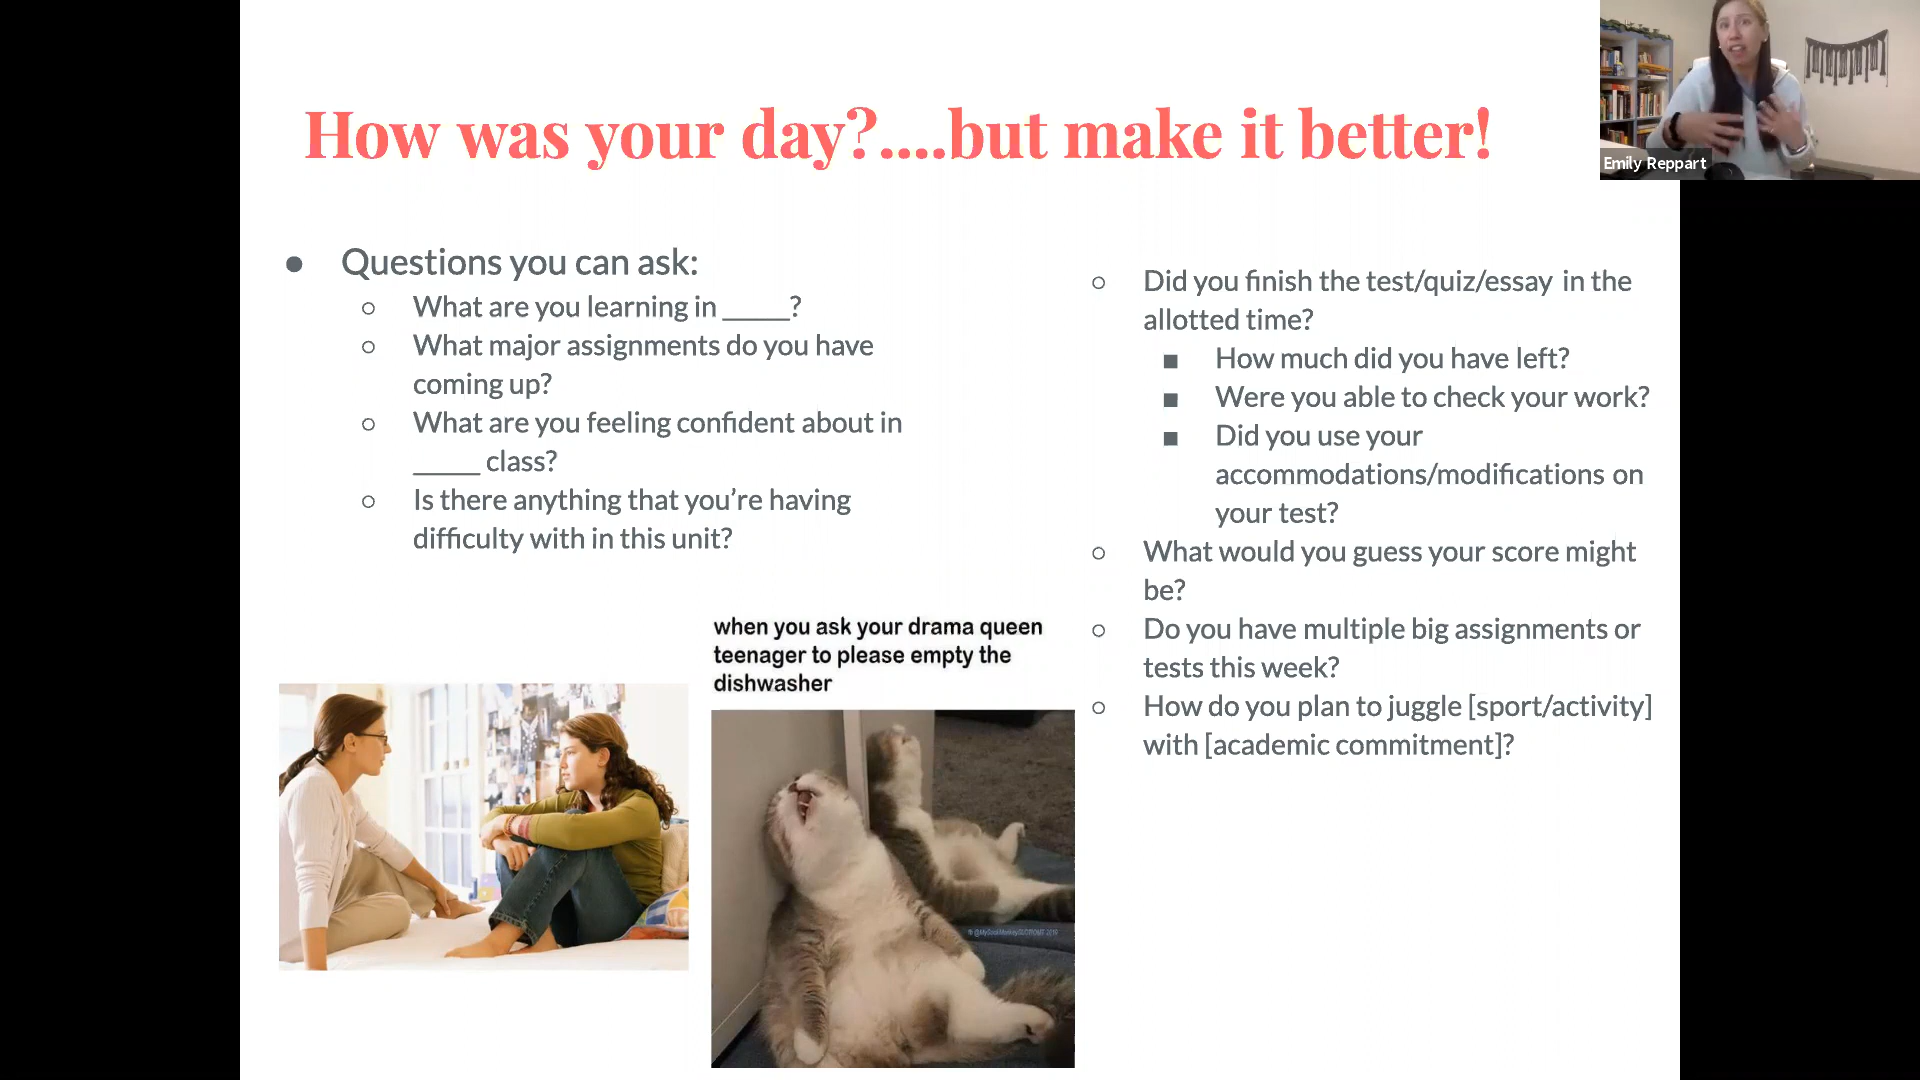 How was your day?....but make it better!
Emily Reppart
● Questions you can ask:
○ What are you learning in _____?
○ What major assignments do you have
coming up?
○ What are you feeling confident about in
_____ class?
○ Is there anything that you’re having
difficulty with in this unit?
○ Did you finish the test/quiz/essay in the
allotted time?
■ How much did you have left?
■ Were you able to check your work?
■ Did you use your
accommodations/modifications on
your test?
○ What would you guess your score might
be?
○ Do you have multiple big assignments or
tests this week?
○ How do you plan to juggle [sport/activity]
with [academic commitment]?
when you ask your drama queen
teenager to please empty the
dishwasher